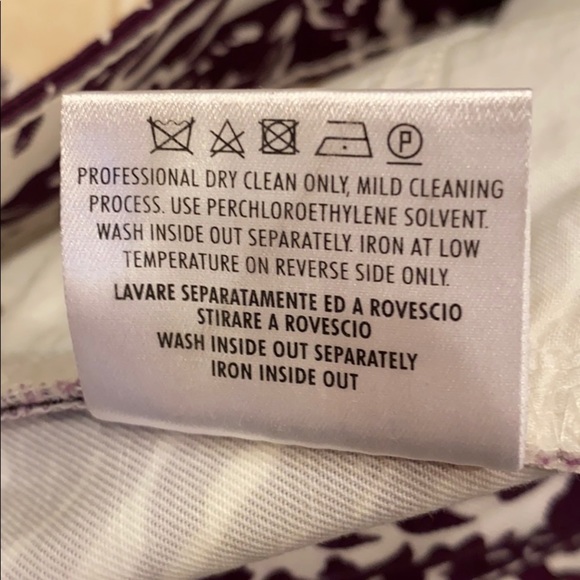 P
PROFESSIONAL DRY CLEAN ONLY, MILD CLEANING
PROCESS. USE PERCHLOROETHYLENE SOLVENT.
WASH INSIDE OUT SEPARATELY. IRON AT LOW
TEMPERATURE ON REVERSE SIDE ONLY.
LAVARE SEPARATAMENTE ED A ROVESCIO
STIRARE A ROVESCIO
WASH INSIDE OUT SEPARATELY
IRON INSIDE OUT